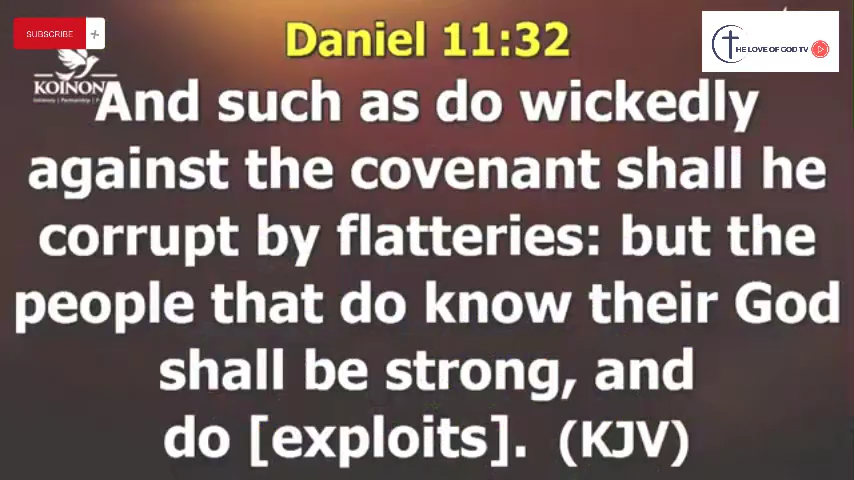 SUBSCRIBE +
Daniel 11:32
THE LOVE OF GOD TV
KOINON
And such as do wickedly
against the covenant shall he
corrupt by flatteries: but the
people that do know their God
shall be strong, and
do [exploits]. (KJV)